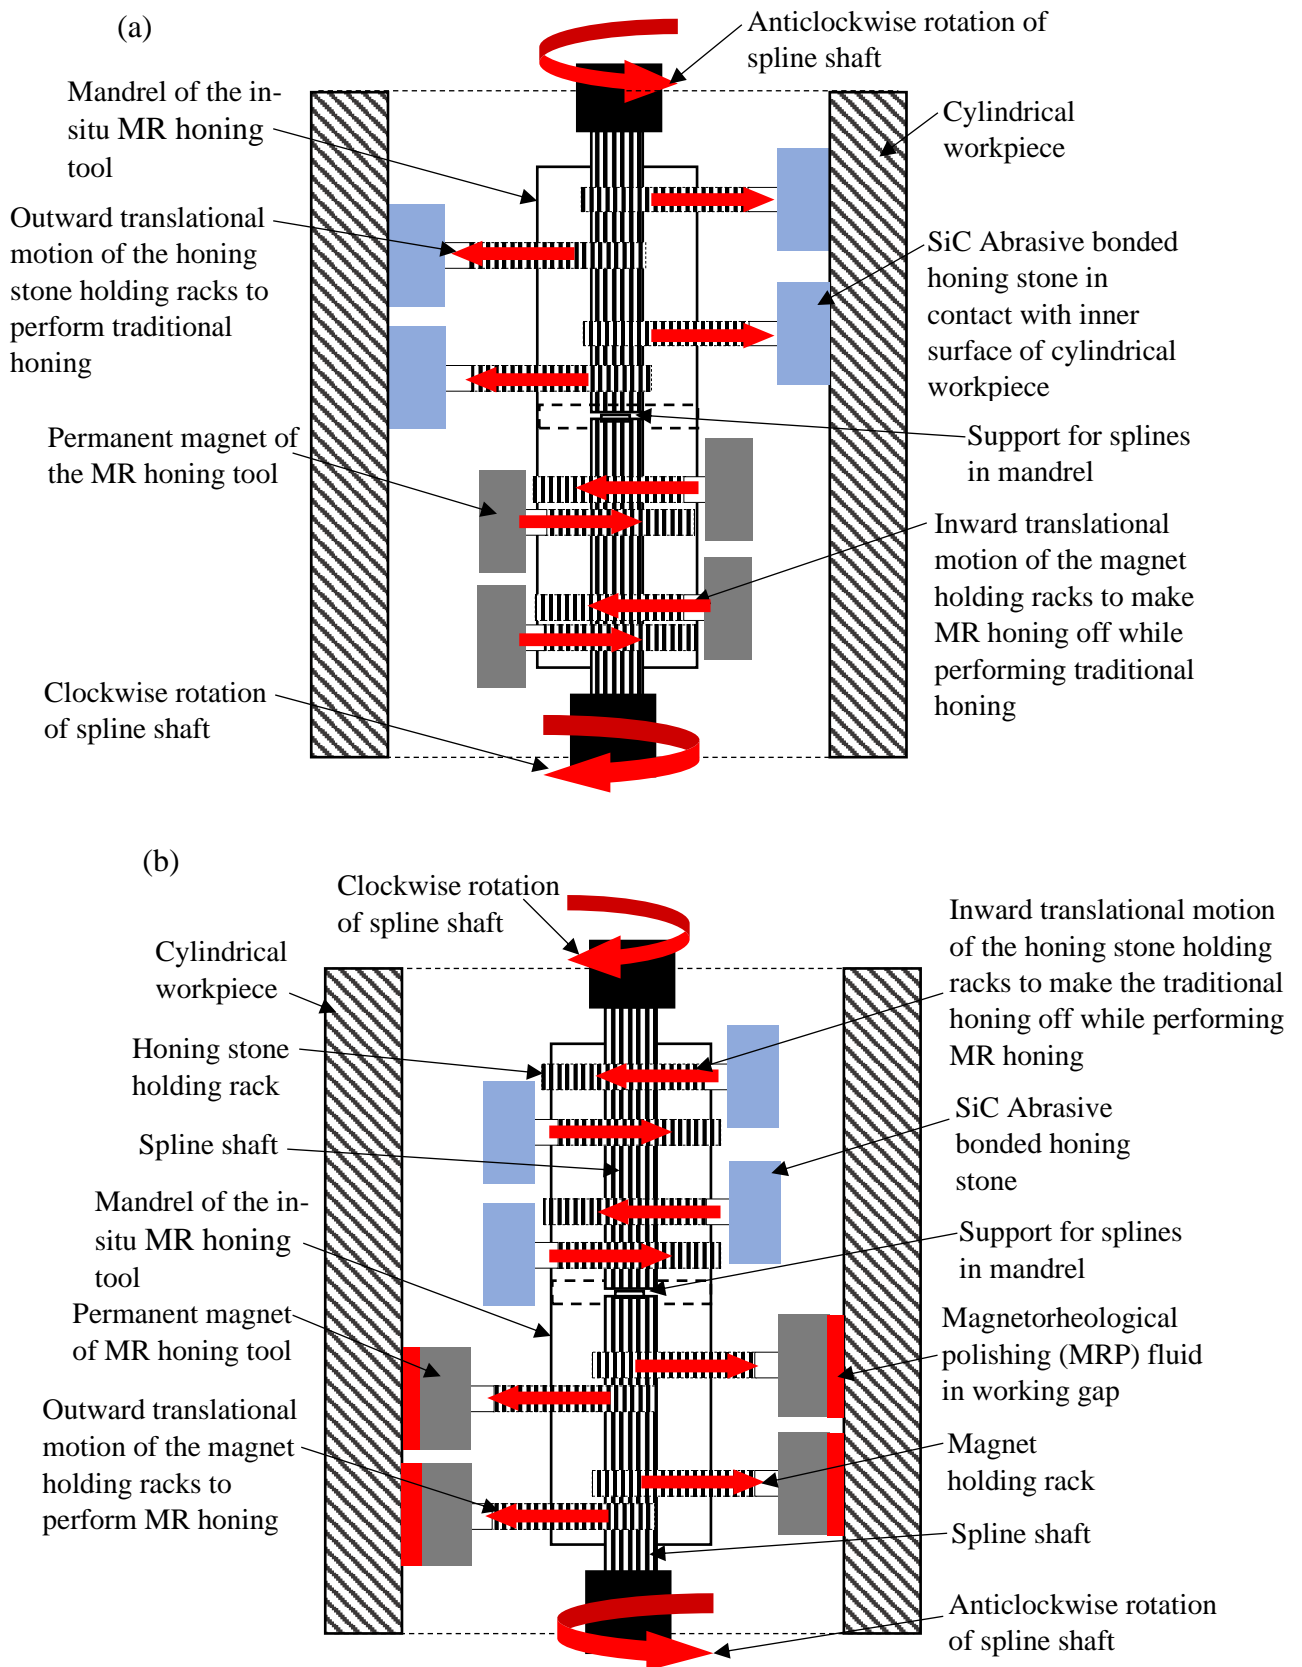 (a)
Anticlockwise rotation of
spline shaft
Mandrel of the in-
situ MR honing
tool
Cylindrical
workpiece
Outward translational
motion of the honing
stone holding racks to
perform traditional
honing
SiC Abrasive bonded
honing stone in
contact with inner
surface of cylindrical
workpiece
Permanent magnet of
the MR honing tool
Support for splines
in mandrel
Inward translational
motion of the magnet
holding racks to make
MR honing off while
performing traditional
honing
Clockwise rotation
of spline shaft
(b)
Clockwise rotation
of spline shaft
Inward translational motion
of the honing stone holding
racks to make the traditional
honing off while performing
MR honing
Cylindrical
workpiece
Honing stone
holding rack
SiC Abrasive
bonded honing
stone
Spline shaft
Mandrel of the in-
situ MR honing
tool
Support for splines
in mandrel
Permanent magnet
of MR honing tool
Magnetorheological
polishing (MRP) fluid
in working gap
Outward translational
motion of the magnet
holding racks to
perform MR honing
Magnet
holding rack
Spline shaft
Anticlockwise rotation
of spline shaft